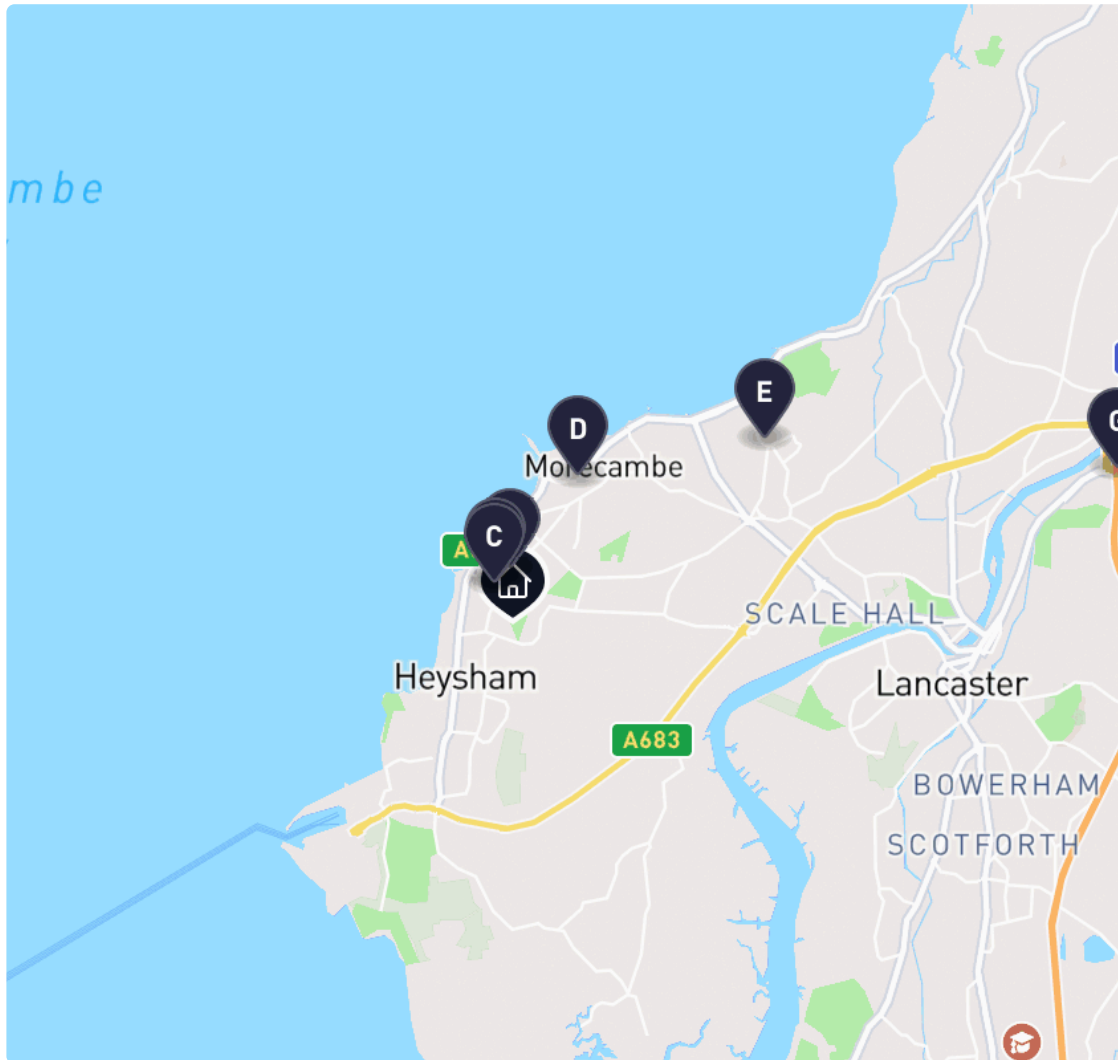 mbe
E
D
Morecambe
C
A
SCALE HALL
Heysham
Lancaster
A683
BOWERHAM
SCOTFORTH